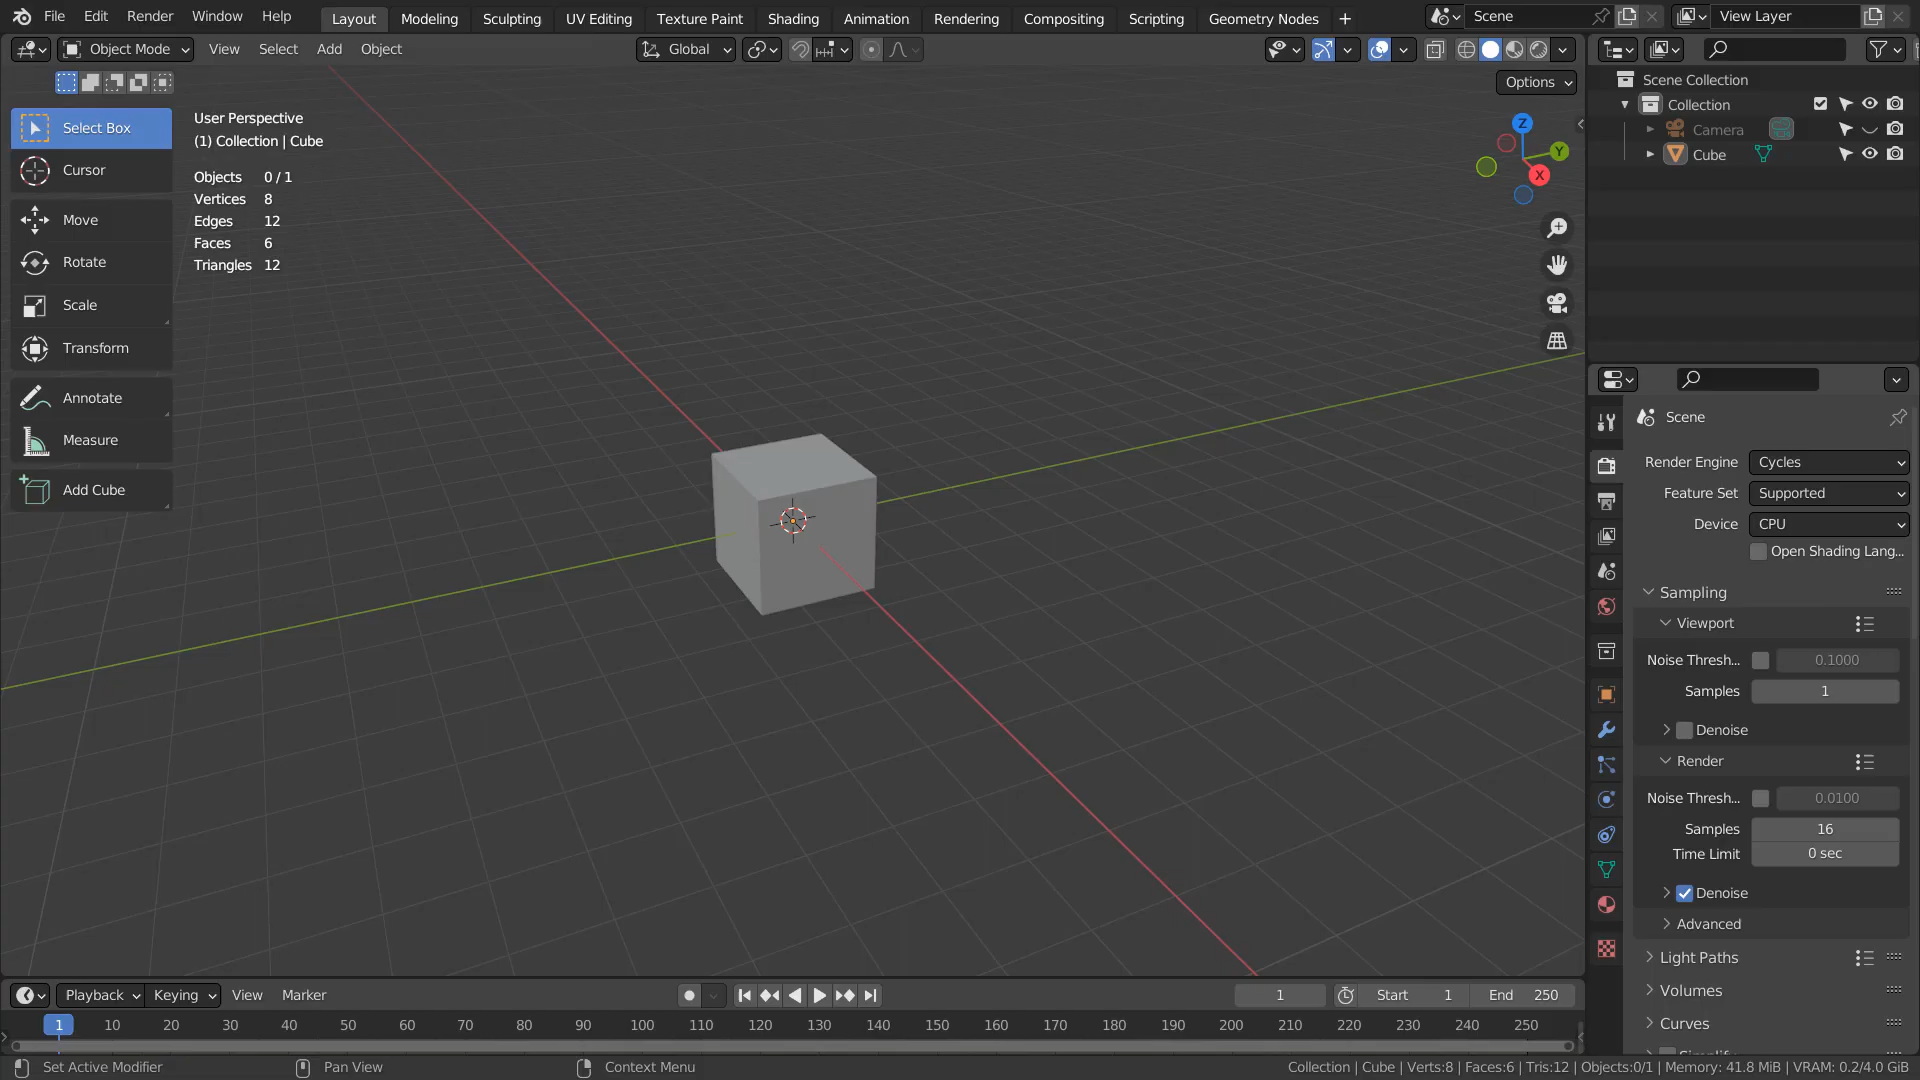 File Edit Render Window Help Layout Modeling Sculpting UV Editing Texture Paint Shading Animation Rendering Compositing Scripting Geometry Nodes + Scene View Layer
Object Mode View Select Add Object Global
Options
Scene Collection
Collection
Camera
Cube
Select Box
Cursor
Move
Rotate
Scale
Transform
Annotate
Measure
Add Cube
User Perspective
(1) Collection | Cube
Objects 0 / 1
Vertices 8
Edges 12
Faces 6
Triangles 12
Z
Y
X
Scene
Render Engine Cycles
Feature Set Supported
Device CPU
Open Shading Lang...
Sampling
Viewport
Noise Thresh... 0.1000
Samples 1
Denoise
Render
Noise Thresh... 0.0100
Samples 16
Time Limit 0 sec
Denoise
Advanced
Light Paths
Volumes
Curves
Playback Keying View Marker 1 Start 1 End 250
1 10 20 30 40 50 60 70 80 90 100 110 120 130 140 150 160 170 180 190 200 210 220 230 240 250
Set Active Modifier Pan View Context Menu Collection | Cube | Verts:8 | Faces:6 | Tris:12 | Objects:0/1 | Memory: 41.8 MiB | VRAM: 0.2/4.0 GiB